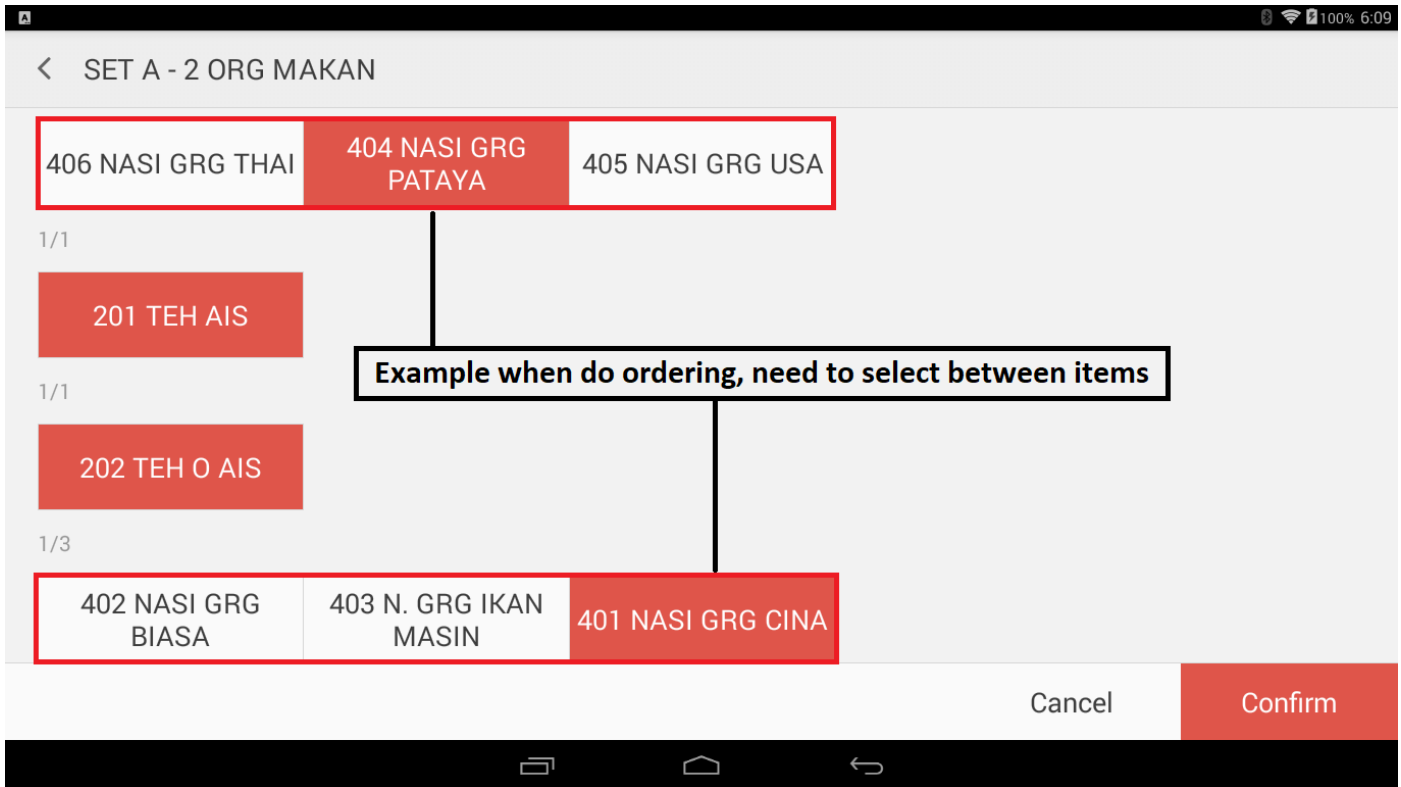 A
100% 6:09
SET A - 2 ORG MAKAN
406 NASI GRG THAI
404 NASI GRG
PATAYA
405 NASI GRG USA
1/1
201 TEH AIS
Example when do ordering, need to select between items
1/1
202 TEH O AIS
1/3
402 NASI GRG
BIASA
403 N. GRG IKAN
MASIN
401 NASI GRG CINA
Cancel
Confirm